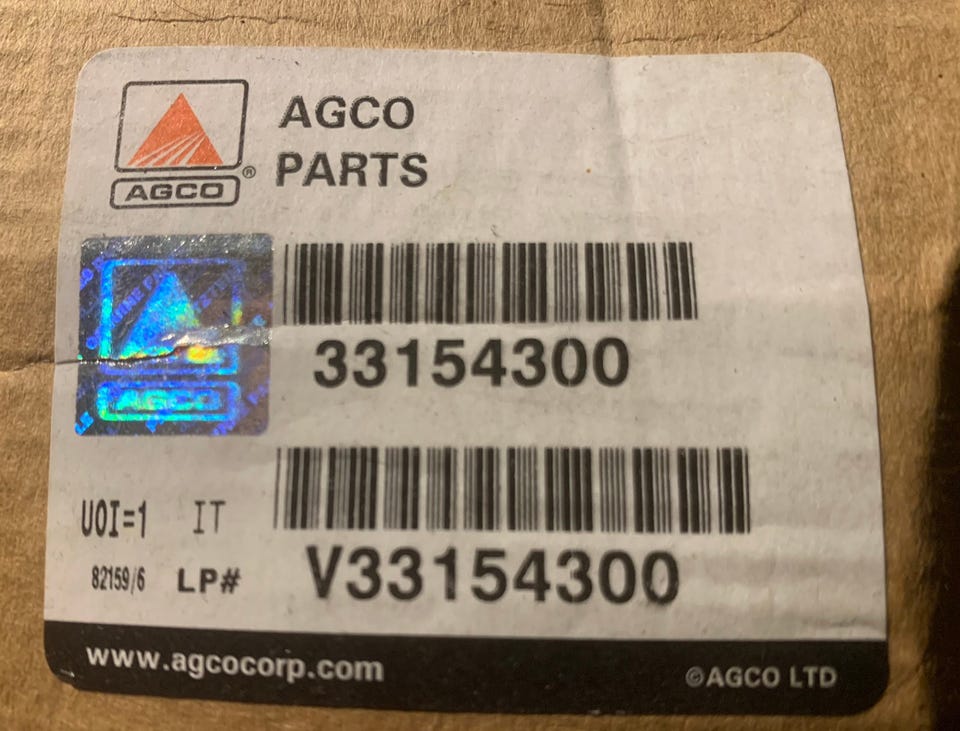 AGCO
PARTS
AGCO®
33154300
AGCO
UOI=1 IT
82159/6 LP# V33154300
www.agcocorp.com ©AGCO LTD